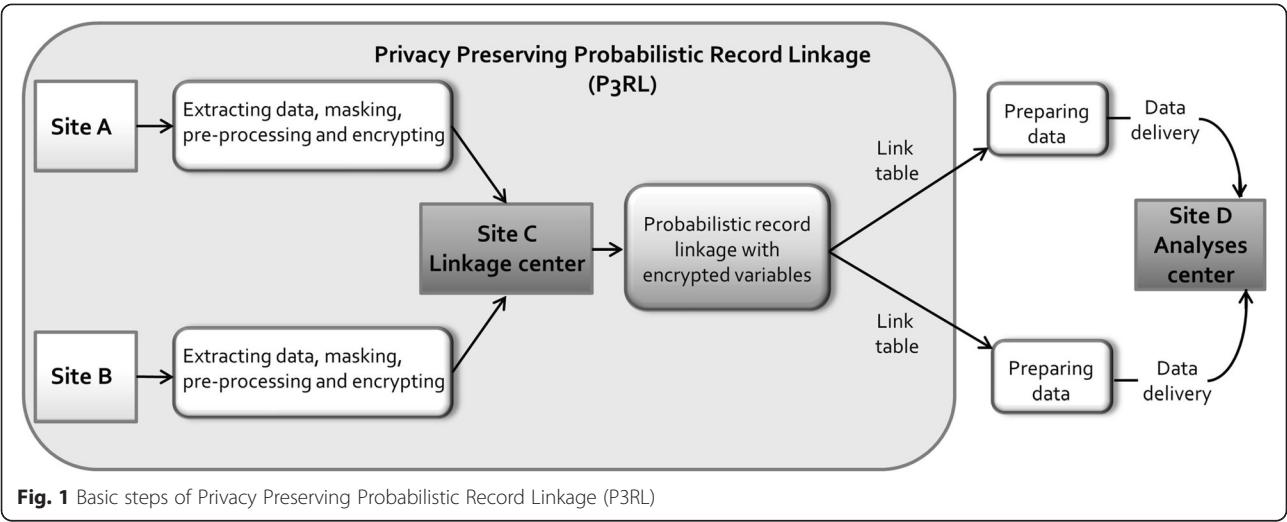 Privacy Preserving Probabilistic Record Linkage
(P3RL)
Site A
Extracting data, masking,
pre-processing and encrypting
Site C
Linkage center
Probabilistic record
linkage with
encrypted variables
Site B
Extracting data, masking,
pre-processing and encrypting
Link
table
Link
table
Preparing
data
Data
delivery
Site D
Analyses
center
Preparing
data
Data
delivery
Fig. 1 Basic steps of Privacy Preserving Probabilistic Record Linkage (P3RL)